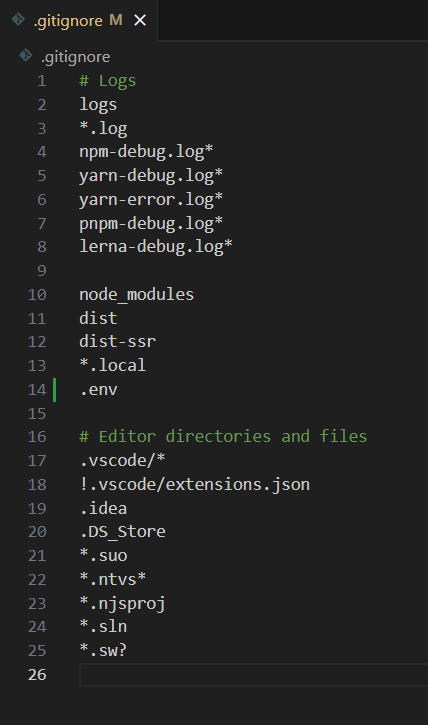 .gitignore M ×
.gitignore
1 # Logs
2 logs
3 *.log
4 npm-debug.log*
5 yarn-debug.log*
6 yarn-error.log*
7 pnpm-debug.log*
8 lerna-debug.log*
9
10 node_modules
11 dist
12 dist-ssr
13 *.local
14 .env
15
16 # Editor directories and files
17 .vscode/*
18 !.vscode/extensions.json
19 .idea
20 .DS_Store
21 *.suo
22 *.ntvs*
23 *.njsproj
24 *.sln
25 *.sw?
26